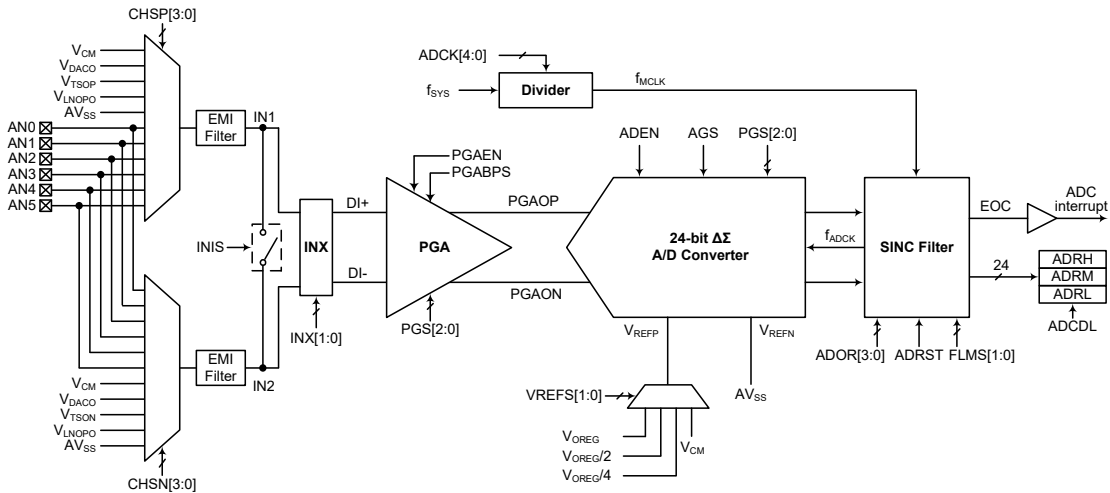 CHSP[3:0]
VCM
VDACO
VTSOP
VLNOPO
AVSS
AN0
AN1
AN2
AN3
AN4
AN5
EMI
Filter
IN1
INIS
INX
INX[1:0]
DI+
DI-
EMI
Filter
IN2
VCM
VDACO
VTSON
VLNOPO
AVSS
CHSN[3:0]
PGAEN
PGABPS
PGA
PGS[2:0]
PGAOP
PGAON
ADCK[4:0]
fSYS
Divider
fMCLK
ADEN
AGS
PGS[2:0]
24-bit ΔΣ
A/D Converter
VREFP
VREFN
AVSS
VREFS[1:0]
VOREG
VOREG/2
VOREG/4
VCM
fADCK
SINC Filter
ADOR[3:0]
ADRST
FLMS[1:0]
EOC
ADC
interrupt
24
ADRH
ADRM
ADRL
ADCDL